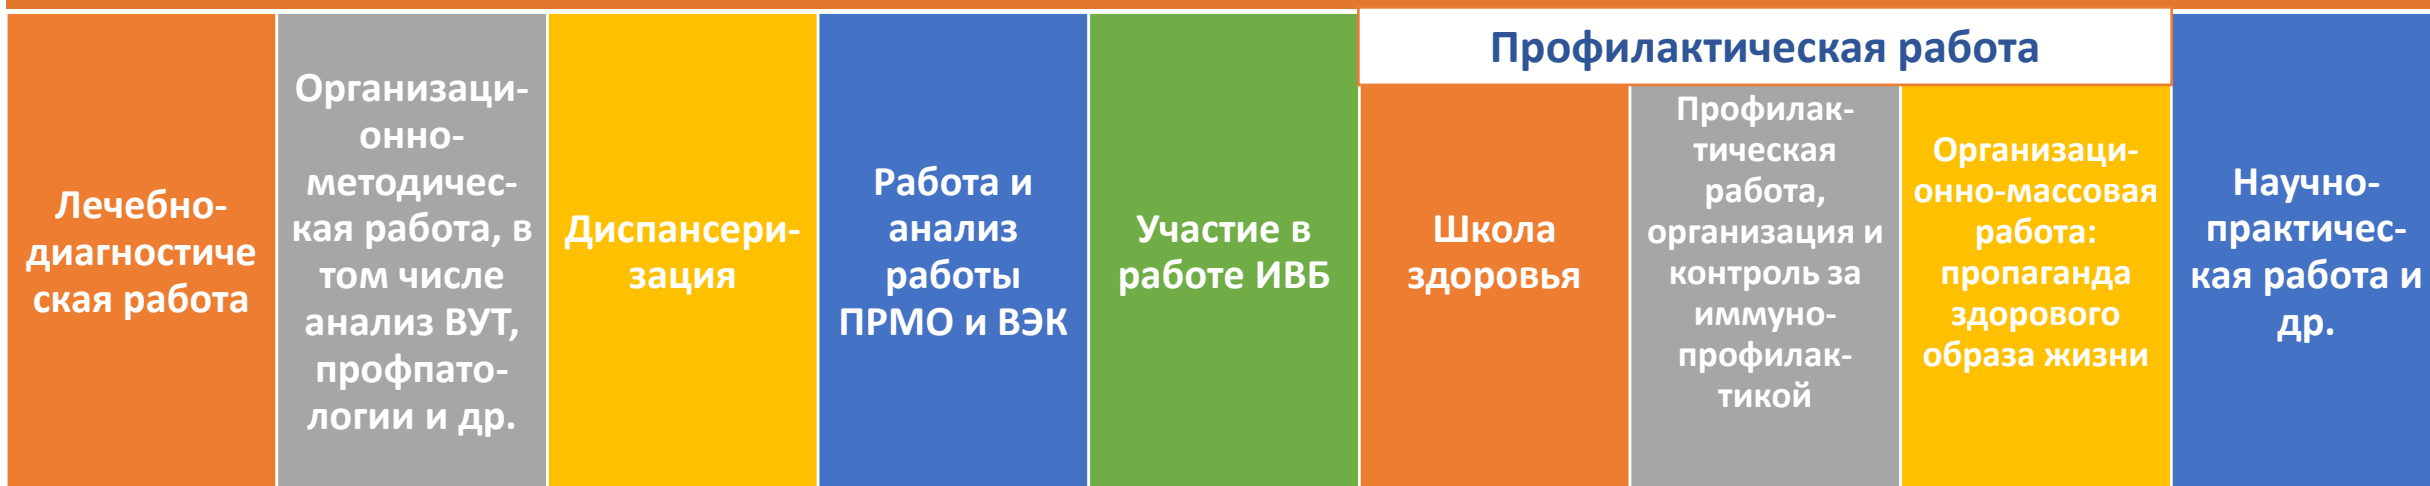 Лечебно-
диагностиче
ская работа
Организаци-
онно-
методичес-
кая работа, в
том числе
анализ ВУТ,
профпато-
логии и др.
Диспансери-
зация
Работа и
анализ
работы
ПРМО и ВЭК
Участие в
работе ИВБ
Профилактическая работа
Школа
здоровья
Профилак-
тическая
работа,
организация и
контроль за
иммуно-
профилак-
тикой
Организаци-
онно-массовая
работа:
пропаганда
здорового
образа жизни
Научно-
практичес-
кая работа и
др.